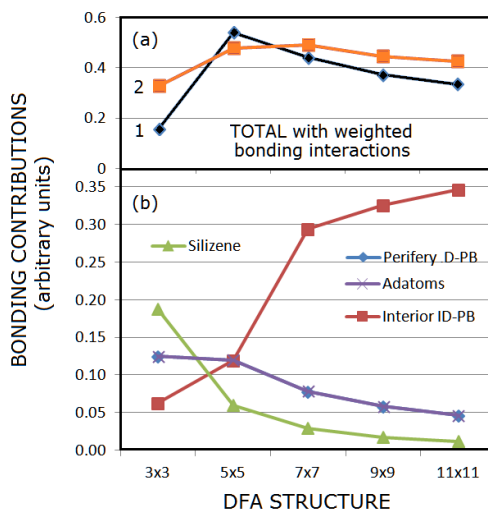 BONDING CONTRIBUTIONS
(arbitrary units)
0.6
(a)
0.4
2
0.2
1
TOTAL with weighted
bonding interactions
0
0.35
(b)
0.30
Silizene
Perifery D-PB
0.25
Adatoms
0.20
Interior ID-PB
0.15
0.10
0.05
0.00
3x3 5x5 7x7 9x9 11x11
DFA STRUCTURE